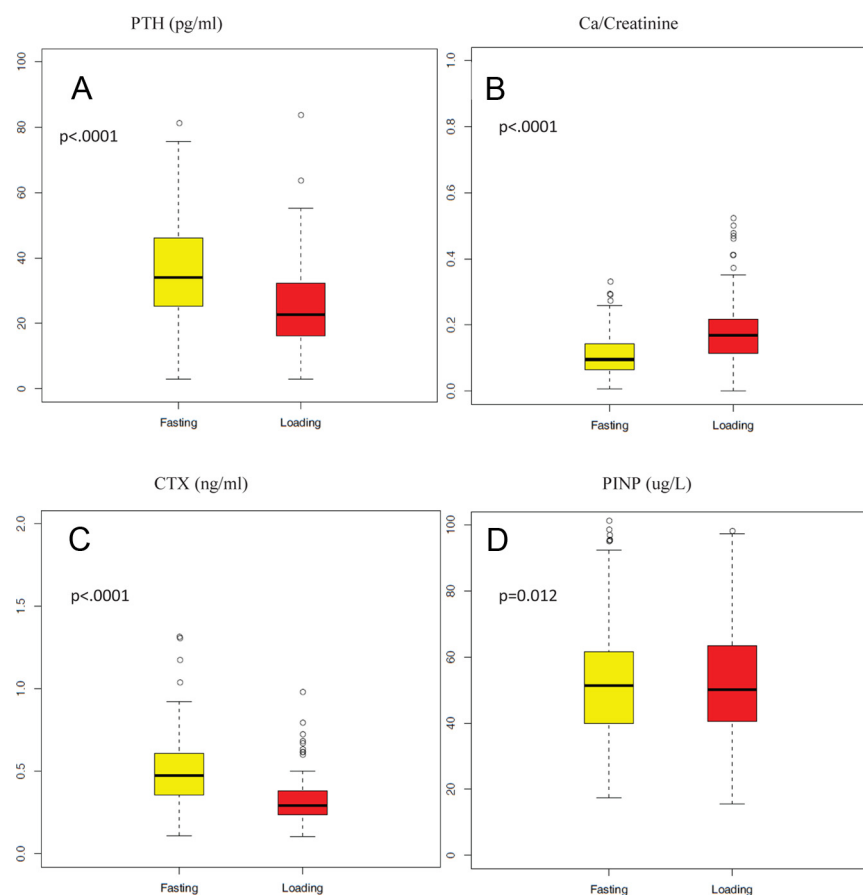 PTH (pg/ml)
A
p<.0001
100
80
60
40
20
0
Fasting Loading
Ca/Creatinine
B
p<.0001
1.0
0.8
0.6
0.4
0.2
0.0
Fasting Loading
CTX (ng/ml)
C
p<.0001
2.0
1.5
1.0
0.5
0.0
Fasting Loading
PINP (ug/L)
D
p=0.012
100
80
60
40
20
0
Fasting Loading